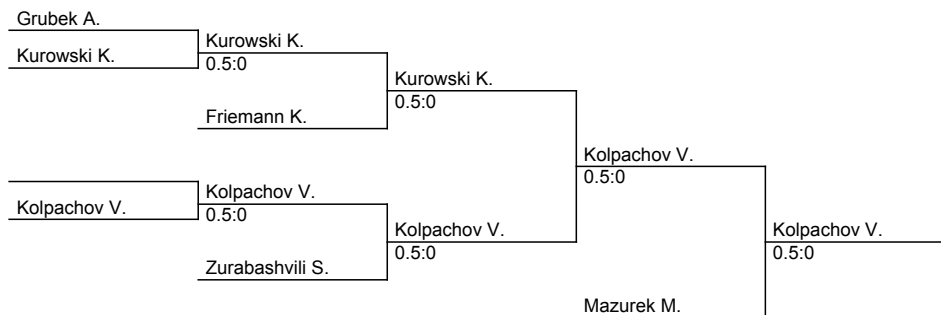 Grubek A.
Kurowski K.
Kurowski K.
0.5:0
Kurowski K.
0.5:0
Friemann K.
Kolpachov V.
0.5:0
Kolpachov V.
Kolpachov V.
0.5:0
Kolpachov V.
0.5:0
Kolpachov V.
0.5:0
Zurabashvili S.
Mazurek M.